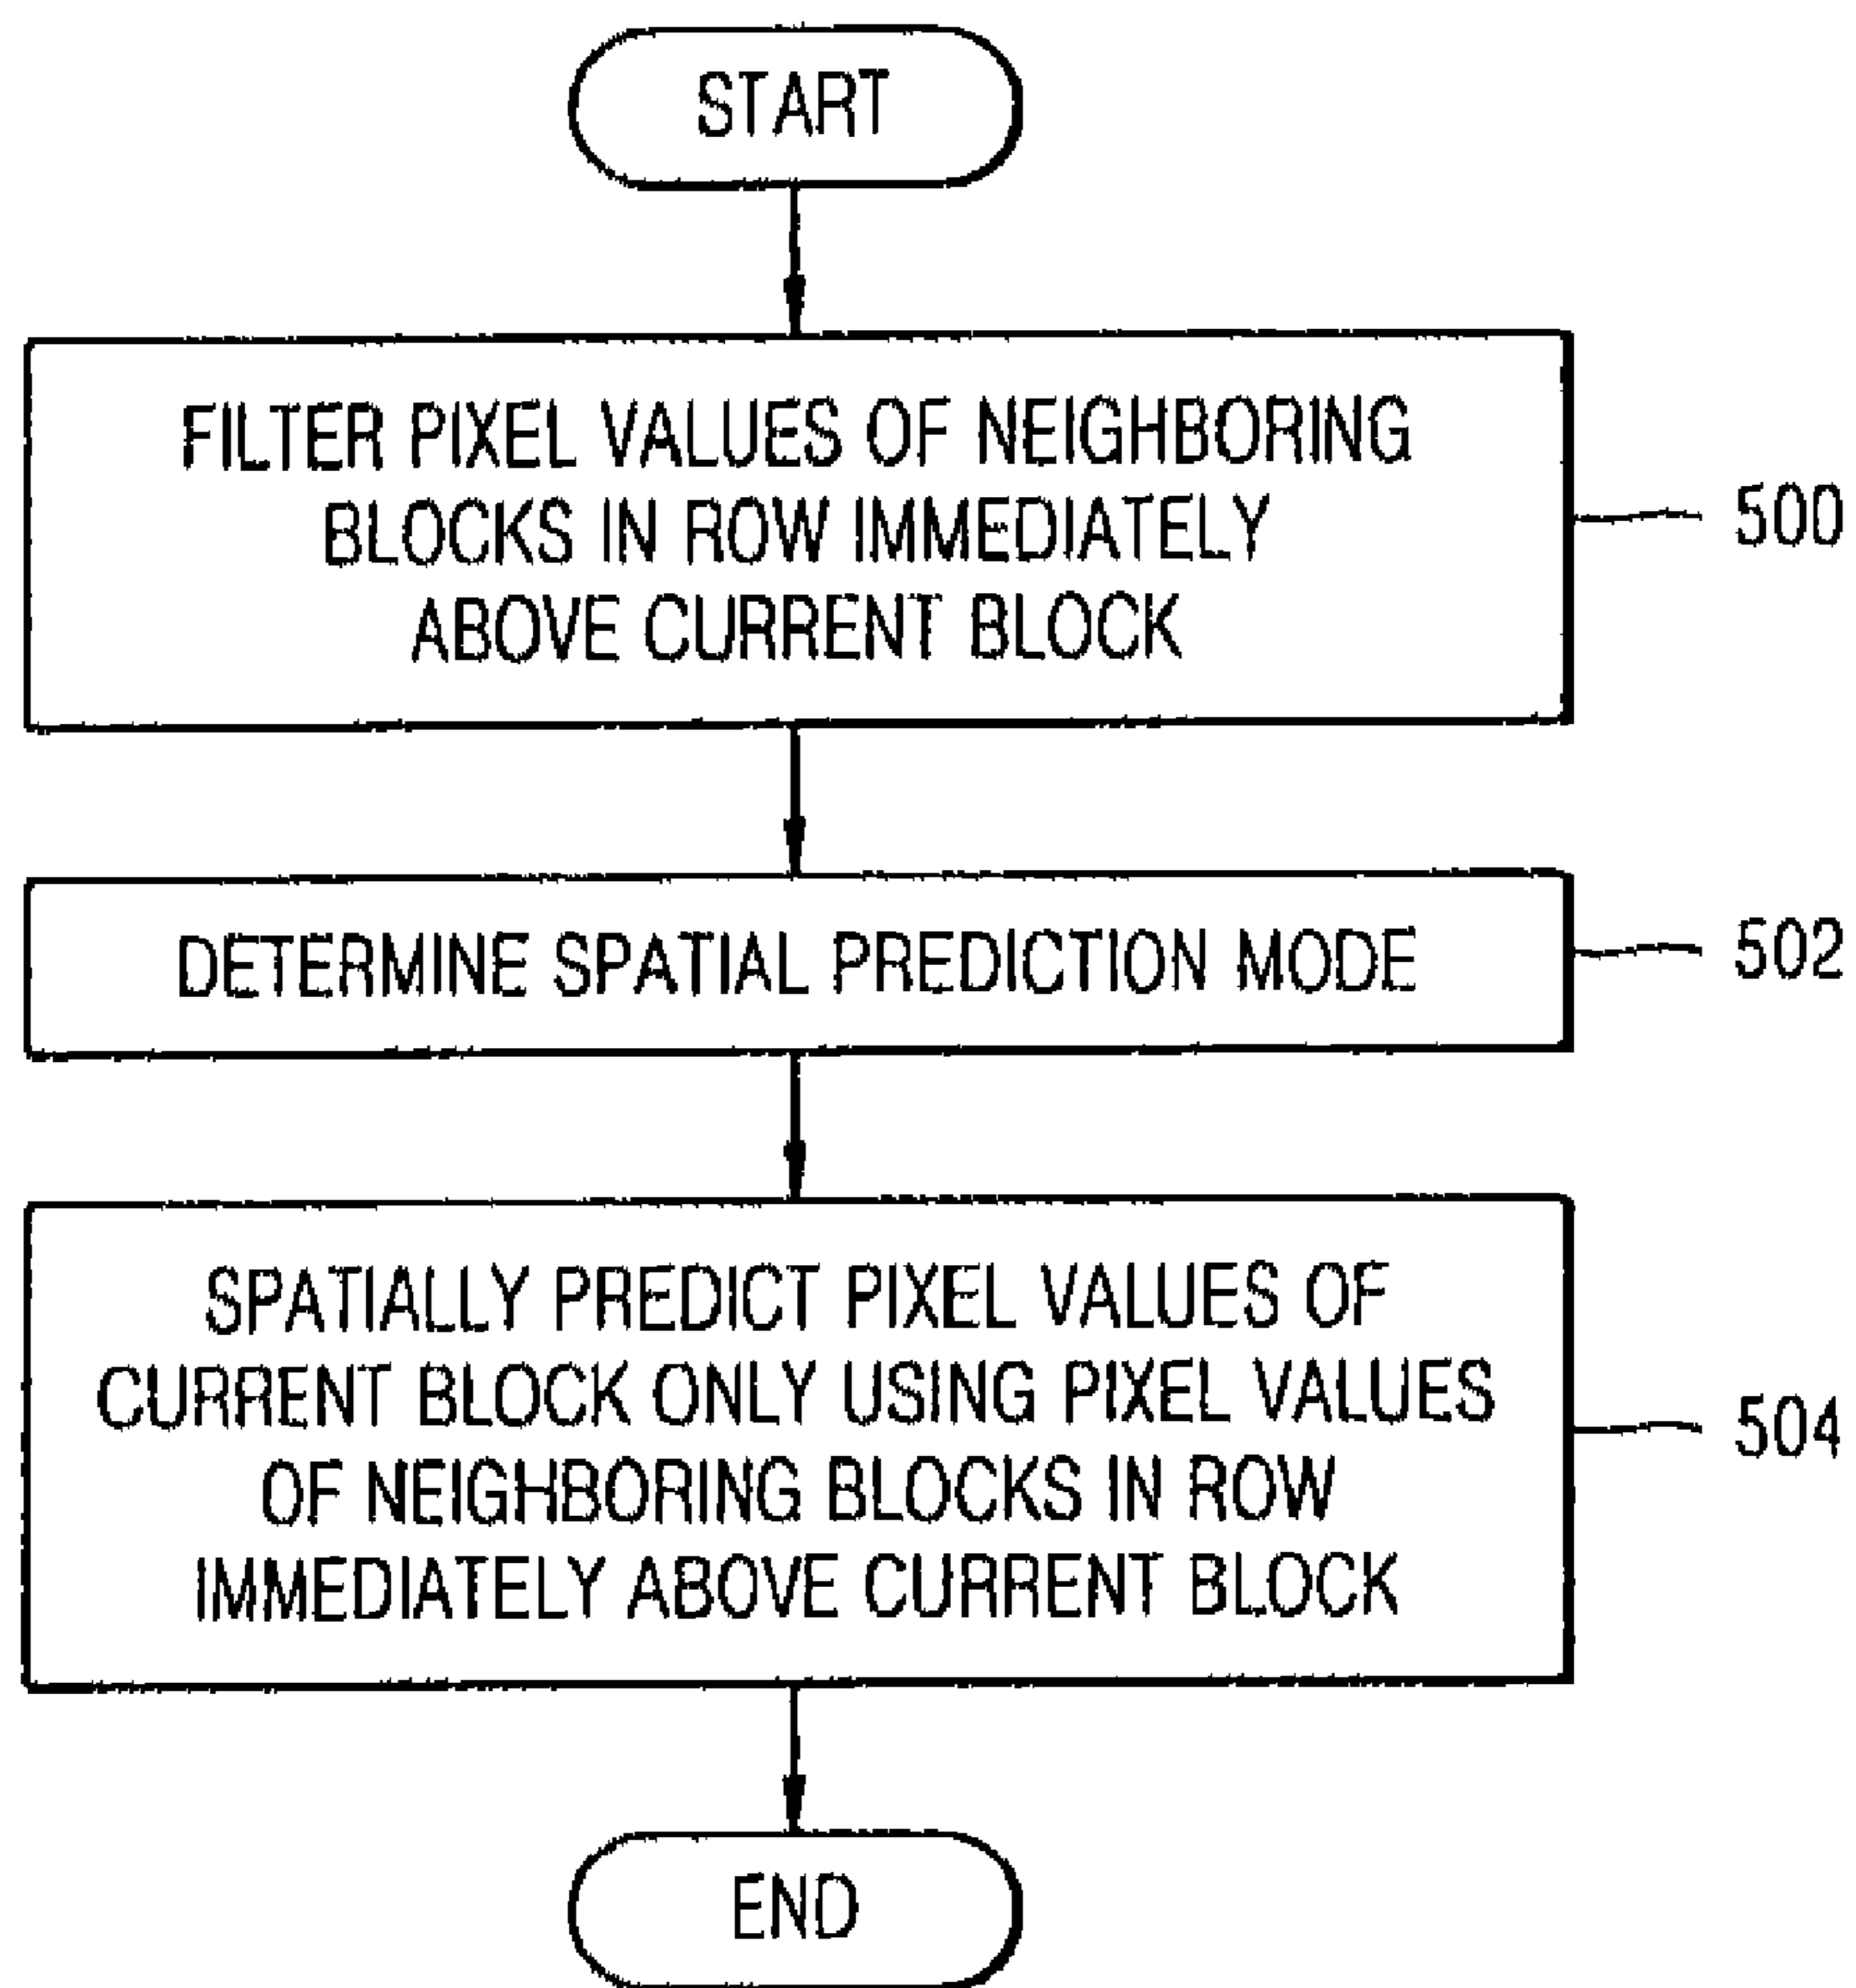 START
FILTER PIXEL VALUES OF NEIGHBORING
BLOCKS IN ROW IMMEDIATELY
ABOVE CURRENT BLOCK
500
DETERMINE SPATIAL PREDICTION MODE
502
SPATIALLY PREDICT PIXEL VALUES OF
CURRENT BLOCK ONLY USING PIXEL VALUES
OF NEIGHBORING BLOCKS IN ROW
IMMEDIATELY ABOVE CURRENT BLOCK
504
END